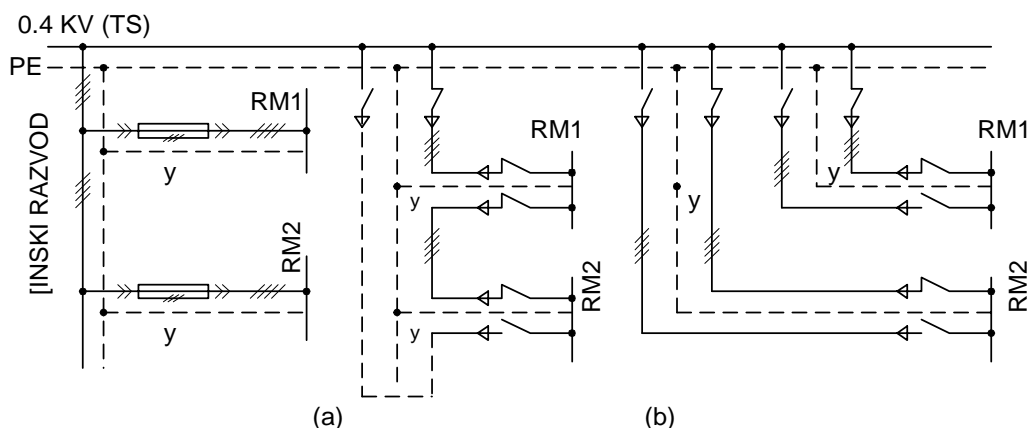 0.4 KV (TS)
PE
[INSKI RAZVOD
RM1
y
RM2
y
RM1
y
RM2
y
RM1
y
y
RM2
(a)
(b)